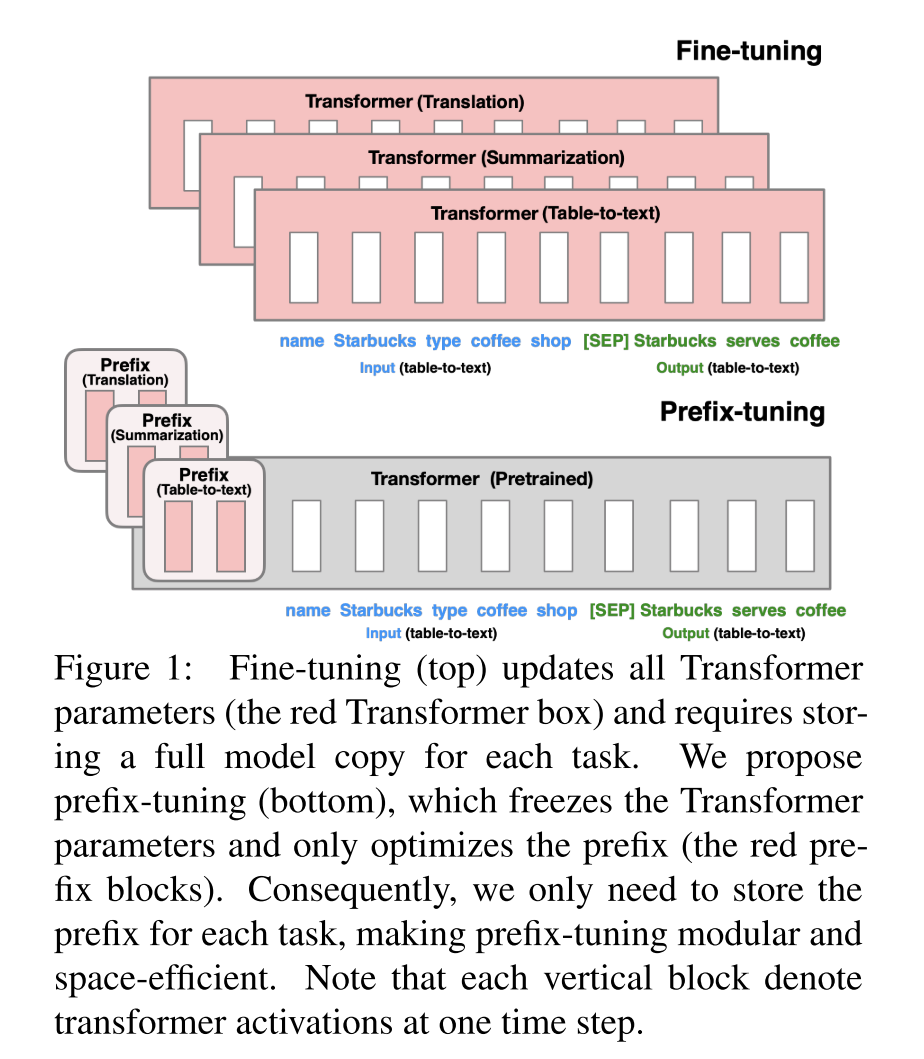 Fine-tuning
Transformer (Translation)
Transformer (Summarization)
Transformer (Table-to-text)
name Starbucks type coffee shop [SEP] Starbucks serves coffee
Input (table-to-text) Output (table-to-text)
Prefix-tuning
Prefix
(Translation)
Prefix
(Summarization)
Prefix
(Table-to-text)
Transformer (Pretrained)
name Starbucks type coffee shop [SEP] Starbucks serves coffee
Input (table-to-text) Output (table-to-text)
Figure 1: Fine-tuning (top) updates all Transformer
parameters (the red Transformer box) and requires stor-
ing a full model copy for each task. We propose
prefix-tuning (bottom), which freezes the Transformer
parameters and only optimizes the prefix (the red pre-
fix blocks). Consequently, we only need to store the
prefix for each task, making prefix-tuning modular and
space-efficient. Note that each vertical block denote
transformer activations at one time step.